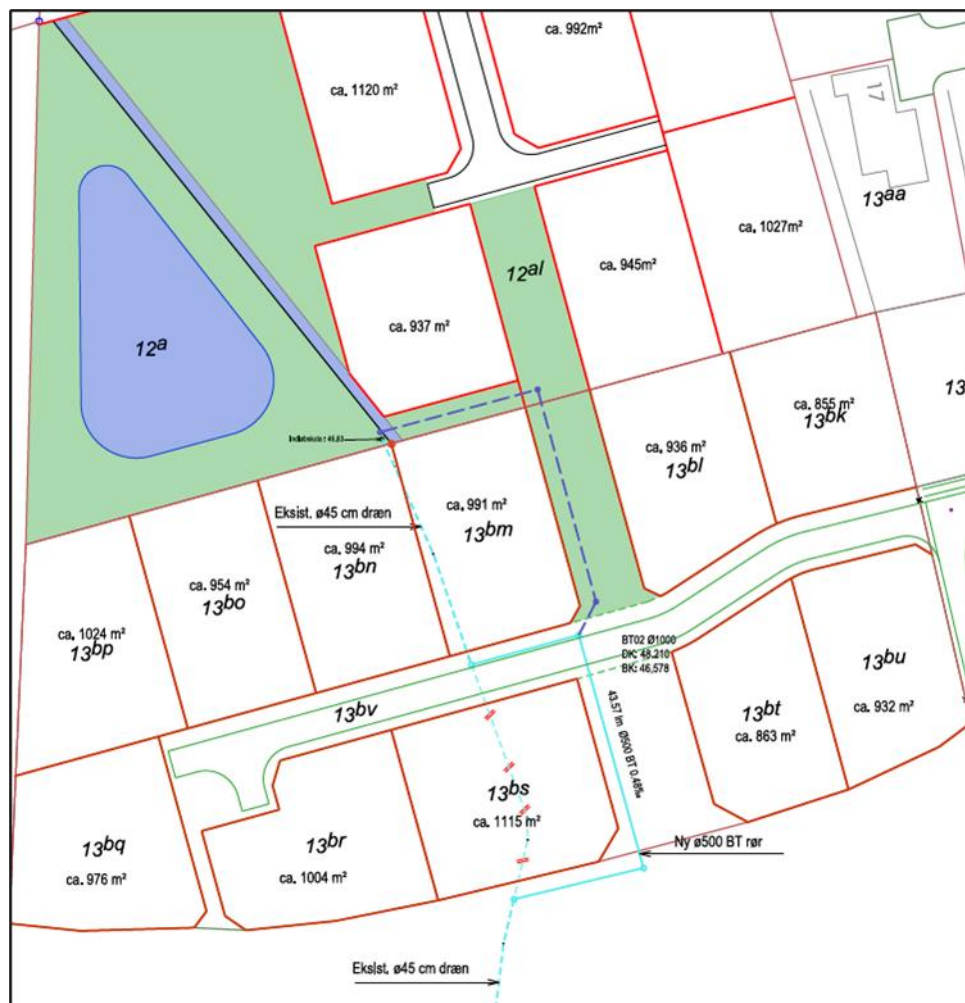 ca. 992m²
ca. 1120 m²
17
13aa
ca, 1027m²
12al
ca. 945m²
ca. 937 m²
12a
13
ca. 855 m²
13bk
Indløbskote: 46,63
ca, 936 m²
13bl
ca, 991 m²
13bm
Eksist. ø45 cm dræn
ca. 994 m²
13bn
ca. 954 m²
13bo
ca, 1024 m²
13bp
BT02 Ø1000
DK: 48.210
BK: 46,578
13bu
ca. 932 m²
43.57 lm Ø500 BT 0.48‰
13bv
13bt
ca. 863 m²
13bs
ca. 1115 m²
13br
ca. 1004 m²
13bq
ca. 976 m²
Ny ø500 BT rør
Eksist. ø45 cm dræn